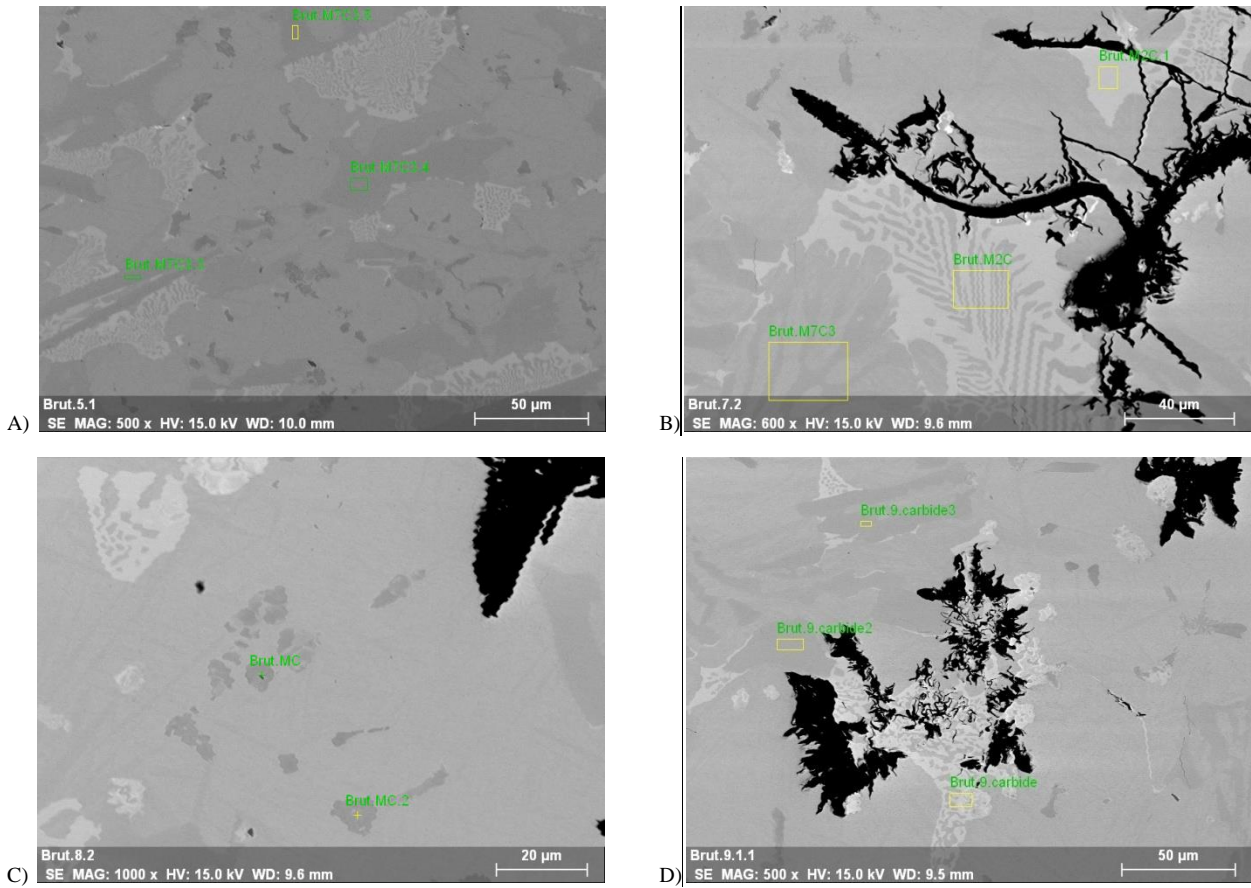 Brut.M7C3.5
Brut.M7C3.4
Brut.M7C3.3
Brut.5.1
50 µm
SE MAG: 500 x HV: 15.0 kV WD: 10.0 mm
A)
Brut.M2C.1
Brut.M2C
Brut.M7C3
Brut.7.2
40 µm
SE MAG: 600 x HV: 15.0 kV WD: 9.6 mm
B)
Brut.MC
Brut.MC.2
Brut.8.2
20 µm
SE MAG: 1000 x HV: 15.0 kV WD: 9.6 mm
C)
Brut.9.carbide3
Brut.9.carbide2
Brut.9.carbide
Brut.9.1.1
50 µm
SE MAG: 500 x HV: 15.0 kV WD: 9.5 mm
D)